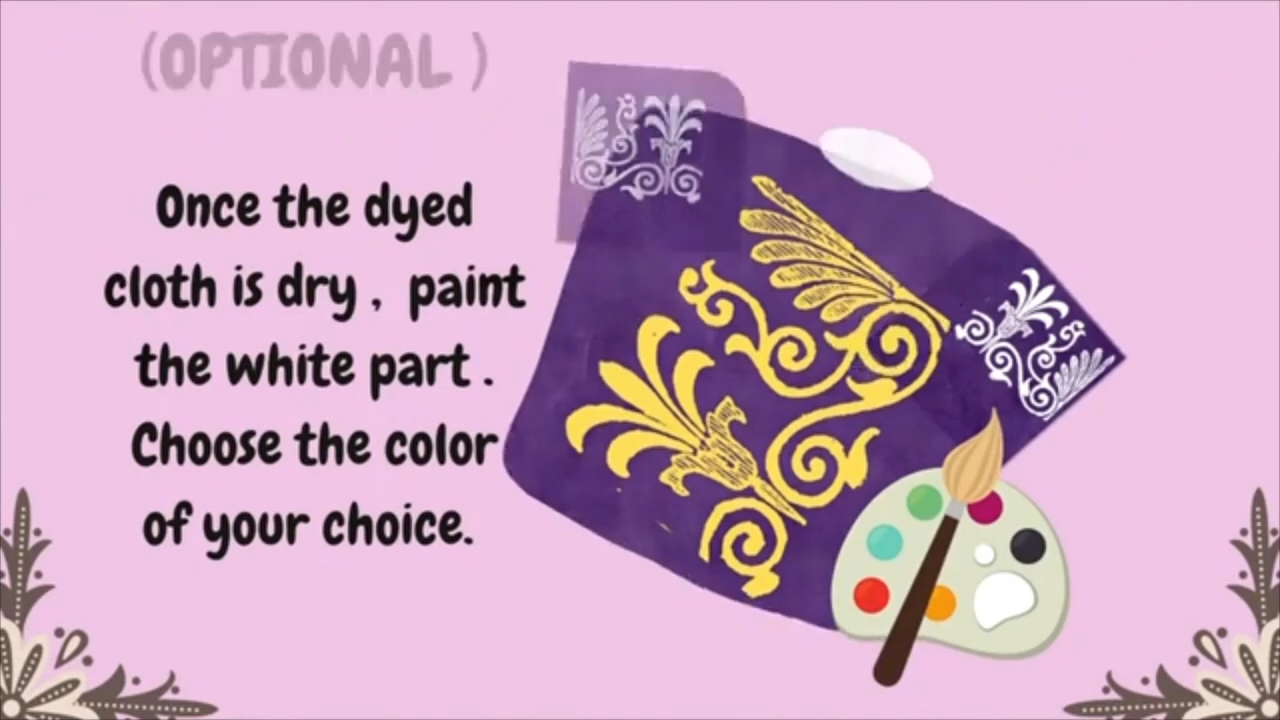 (OPTIONAL )
Once the dyed
cloth is dry , paint
the white part .
Choose the color
of your choice.